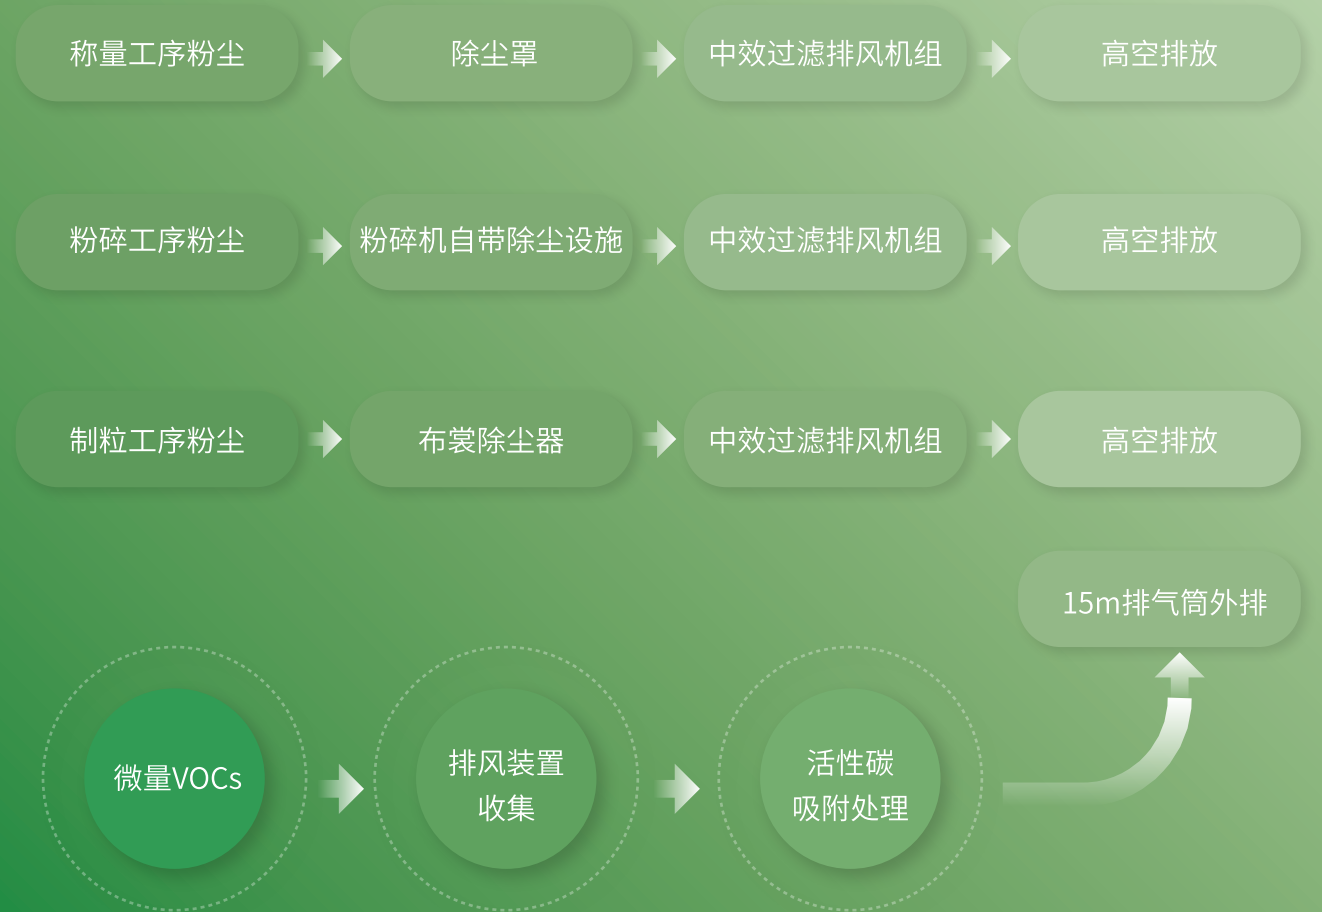 称量工序粉尘
除尘罩
中效过滤排风机组
高空排放
粉碎工序粉尘
粉碎机自带除尘设施
中效过滤排风机组
高空排放
制粒工序粉尘
布袋除尘器
中效过滤排风机组
高空排放
15m排气筒外排
微量VOCs
排风装置
收集
活性碳
吸附处理